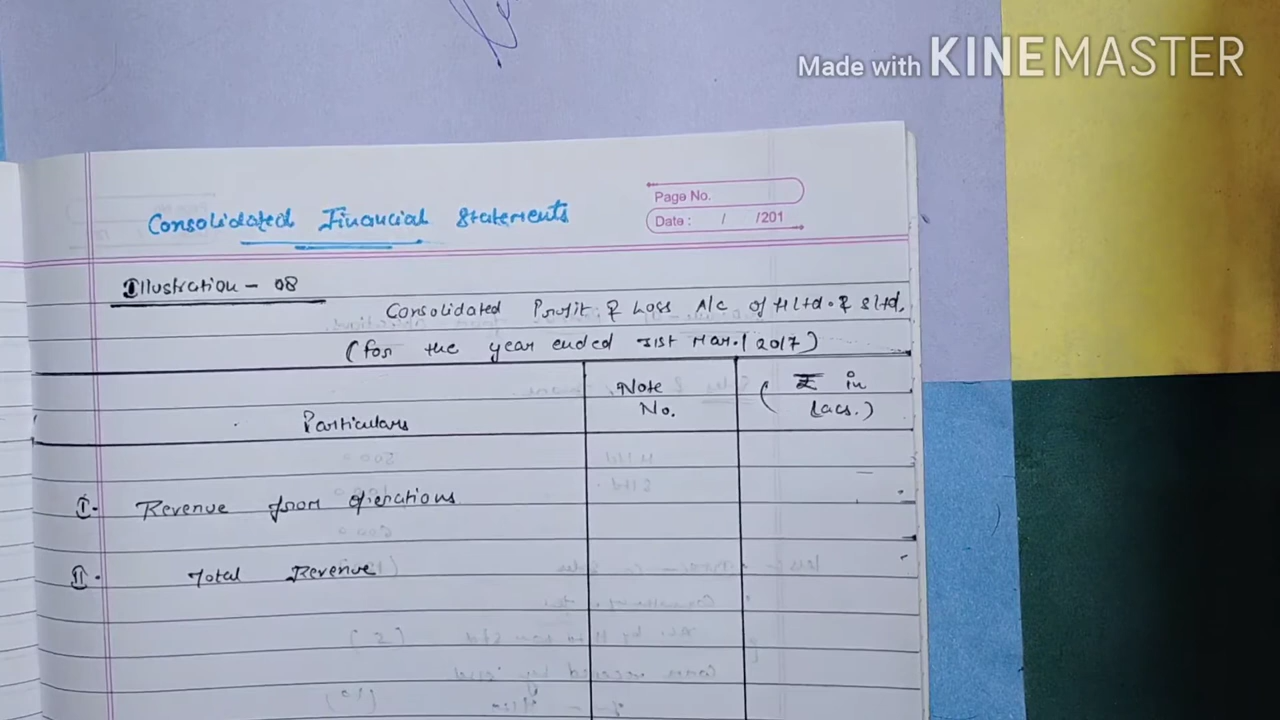 Made with KINEMASTER
Page No.
Date : / /201
Consolidated Financial Statements
Illustration - 08
Consolidated Profit & Loss A/c of H Ltd. & S Ltd.
(for the year ended 31st Mar. 2017)
Particulars
Note No.
(₹ in Lacs.)
I. Revenue from operations
II. Total Revenue